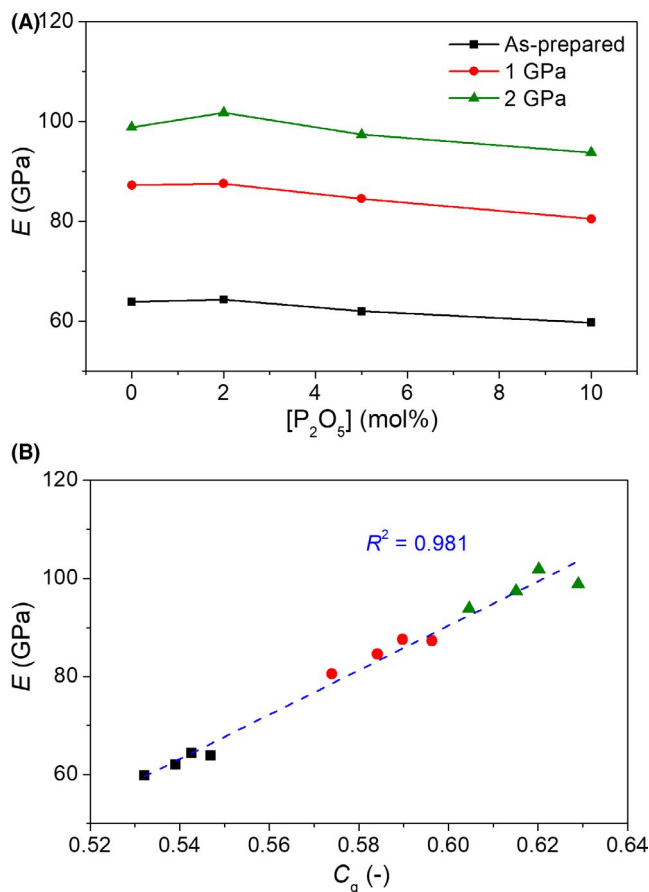 (A)
120
100
80
60
E (GPa)
As-prepared
1 GPa
2 GPa
0 2 4 6 8 10
[P₂O₅] (mol%)
(B)
120
100
80
60
E (GPa)
R² = 0.981
0.52 0.54 0.56 0.58 0.60 0.62 0.64
C_g (-)